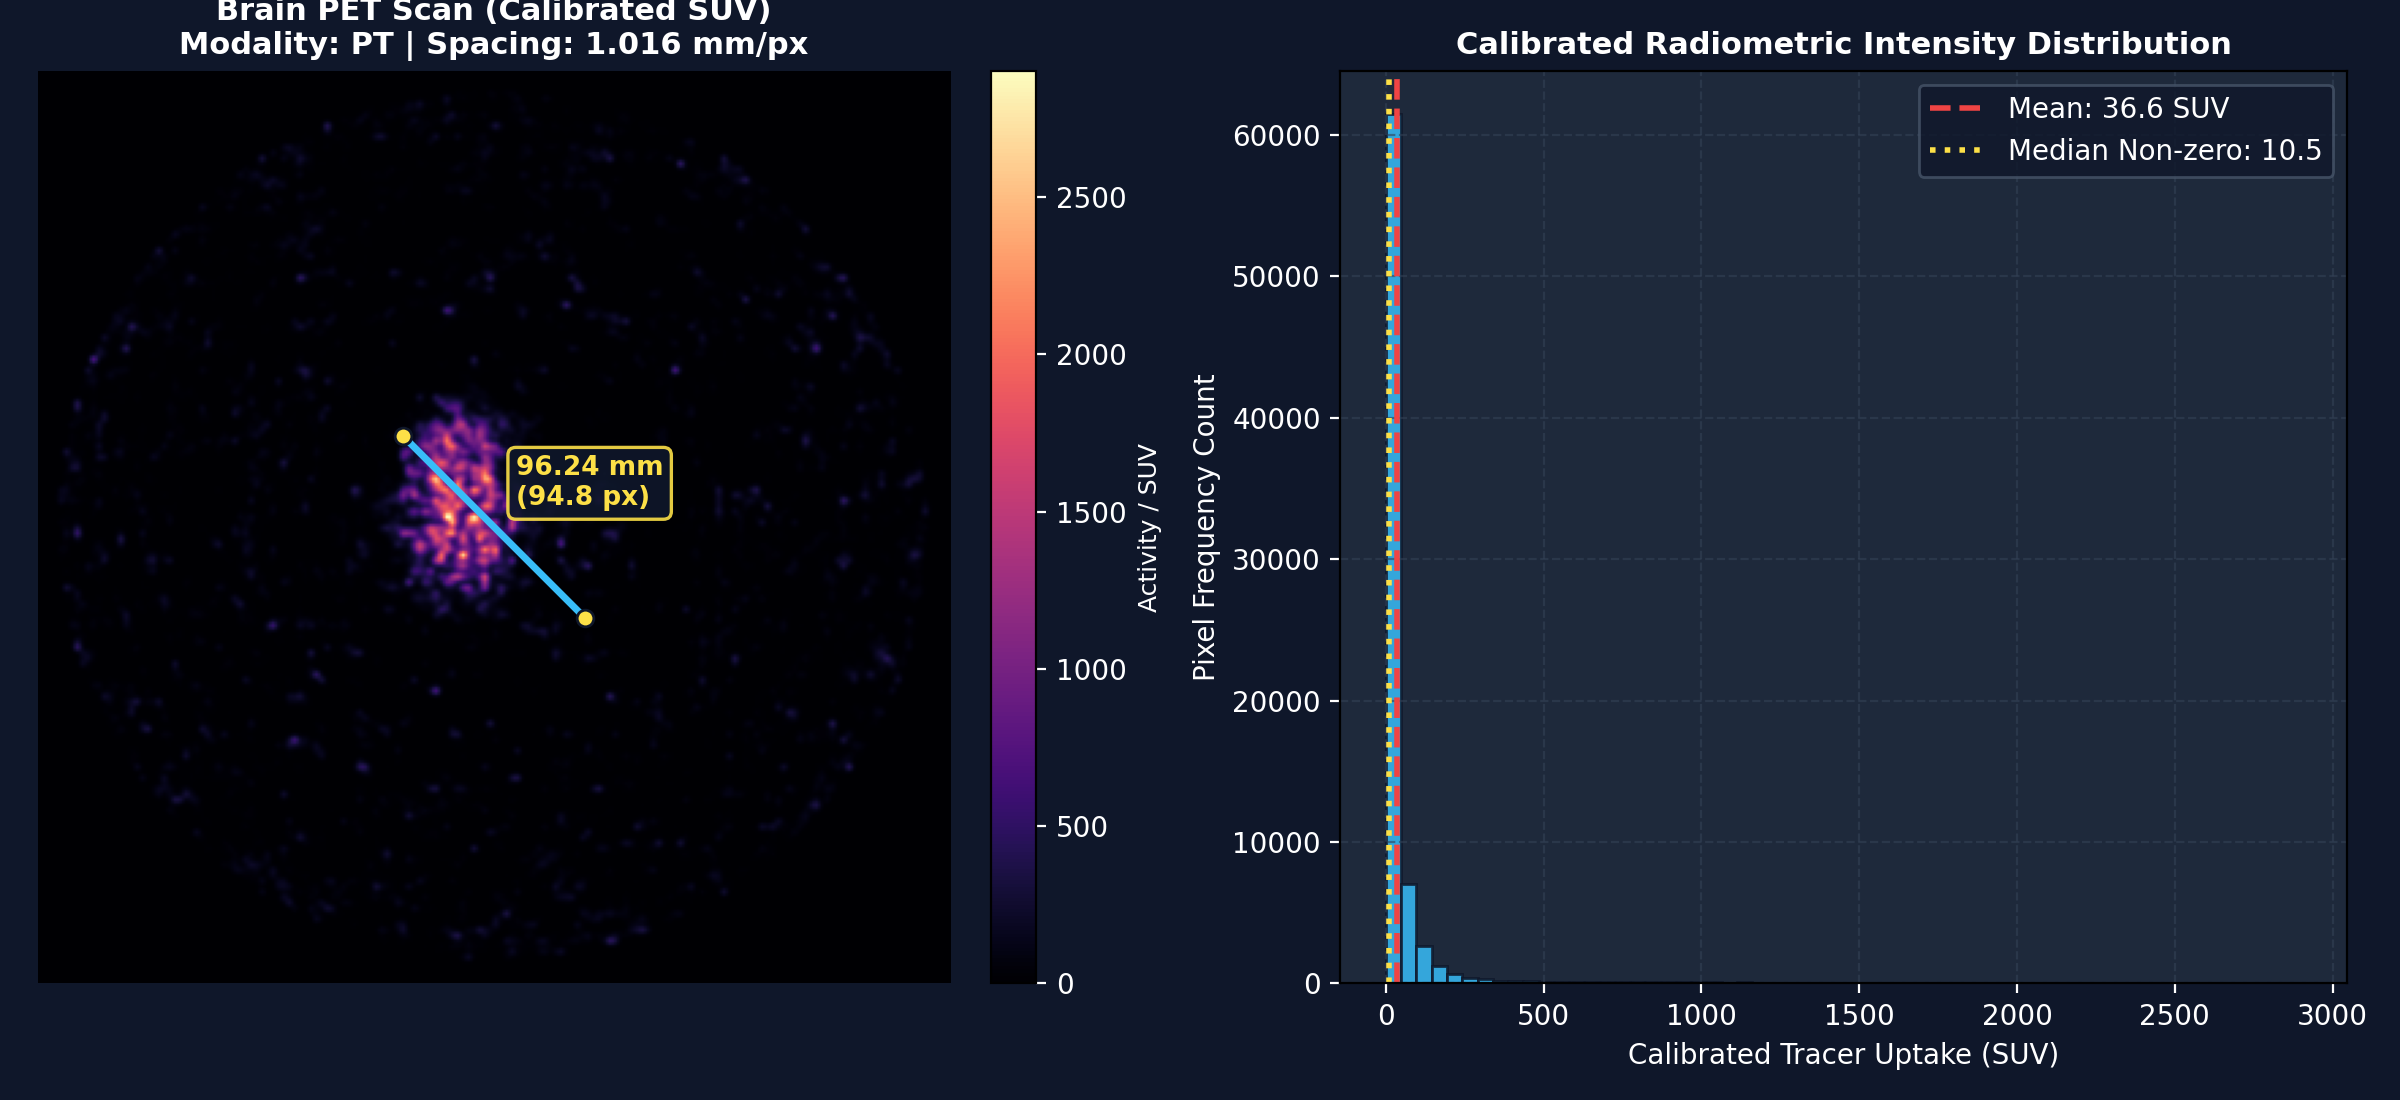 Brain PET Scan (Calibrated SUV)
Modality: PT | Spacing: 1.016 mm/px
96.24 mm
(94.8 px)
2500
2000
1500
1000
500
0
Activity / SUV
Calibrated Radiometric Intensity Distribution
Mean: 36.6 SUV
Median Non-zero: 10.5
60000
50000
40000
30000
20000
10000
0
Pixel Frequency Count
0 500 1000 1500 2000 2500 3000
Calibrated Tracer Uptake (SUV)